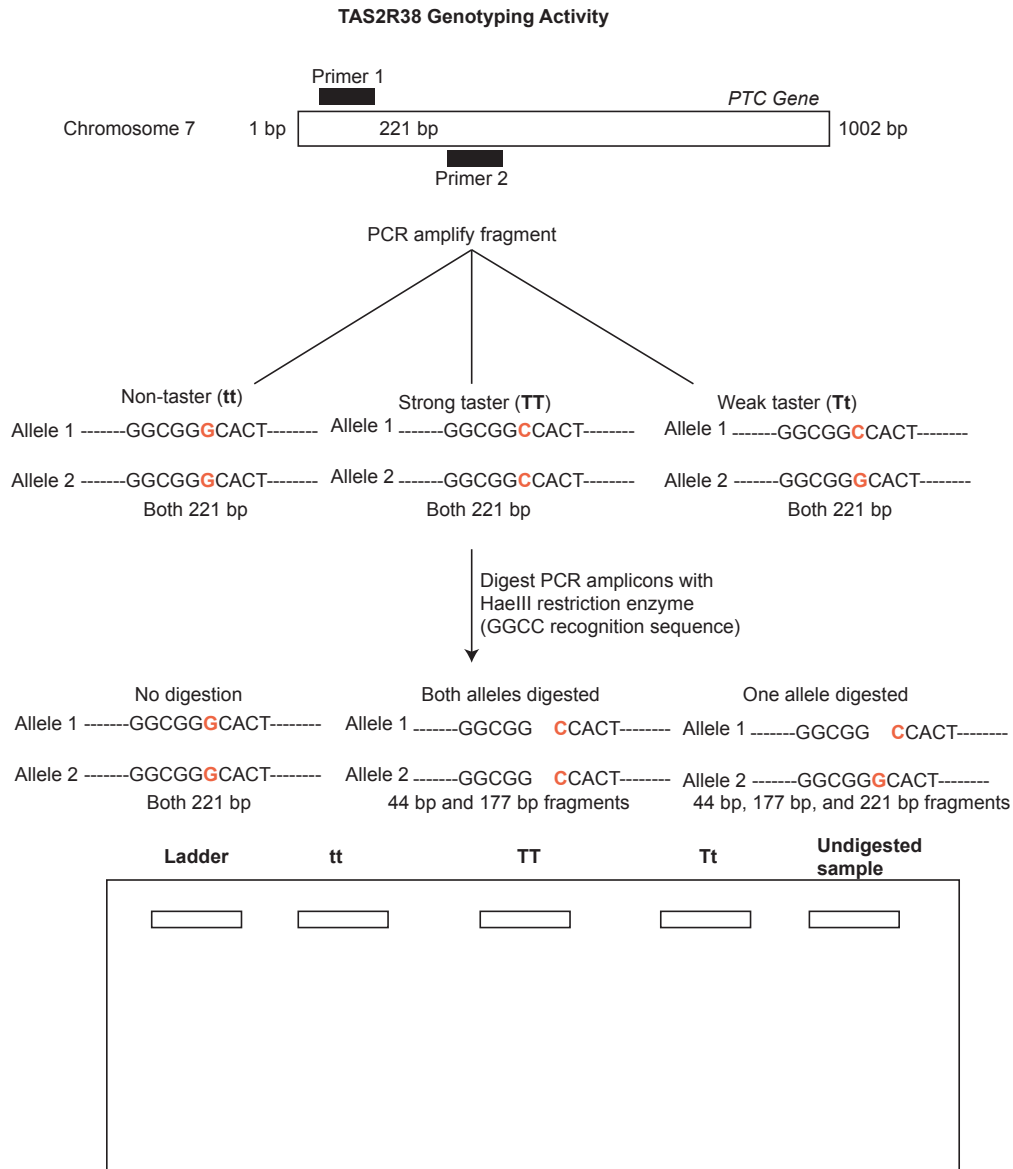 TAS2R38 Genotyping Activity
Primer 1
PTC Gene
Chromosome 7 1 bp 221 bp 1002 bp
Primer 2
PCR amplify fragment
Non-taster (tt)
Allele 1 -------GGCGGGCACT--------
Allele 2 -------GGCGGGCACT--------
Both 221 bp
Strong taster (TT)
Allele 1 -------GGCGGCCACT--------
Allele 2 -------GGCGGCCACT--------
Both 221 bp
Weak taster (Tt)
Allele 1 -------GGCGGCCACT--------
Allele 2 -------GGCGGGCACT--------
Both 221 bp
Digest PCR amplicons with
HaeIII restriction enzyme
(GGCC recognition sequence)
No digestion
Allele 1 -------GGCGGGCACT--------
Allele 2 -------GGCGGGCACT--------
Both 221 bp
Both alleles digested
Allele 1 -------GGCGG CCACT--------
Allele 2 -------GGCGG CCACT--------
44 bp and 177 bp fragments
One allele digested
Allele 1 -------GGCGG CCACT--------
Allele 2 -------GGCGGGCACT--------
44 bp, 177 bp, and 221 bp fragments
Ladder tt TT Tt Undigested
sample